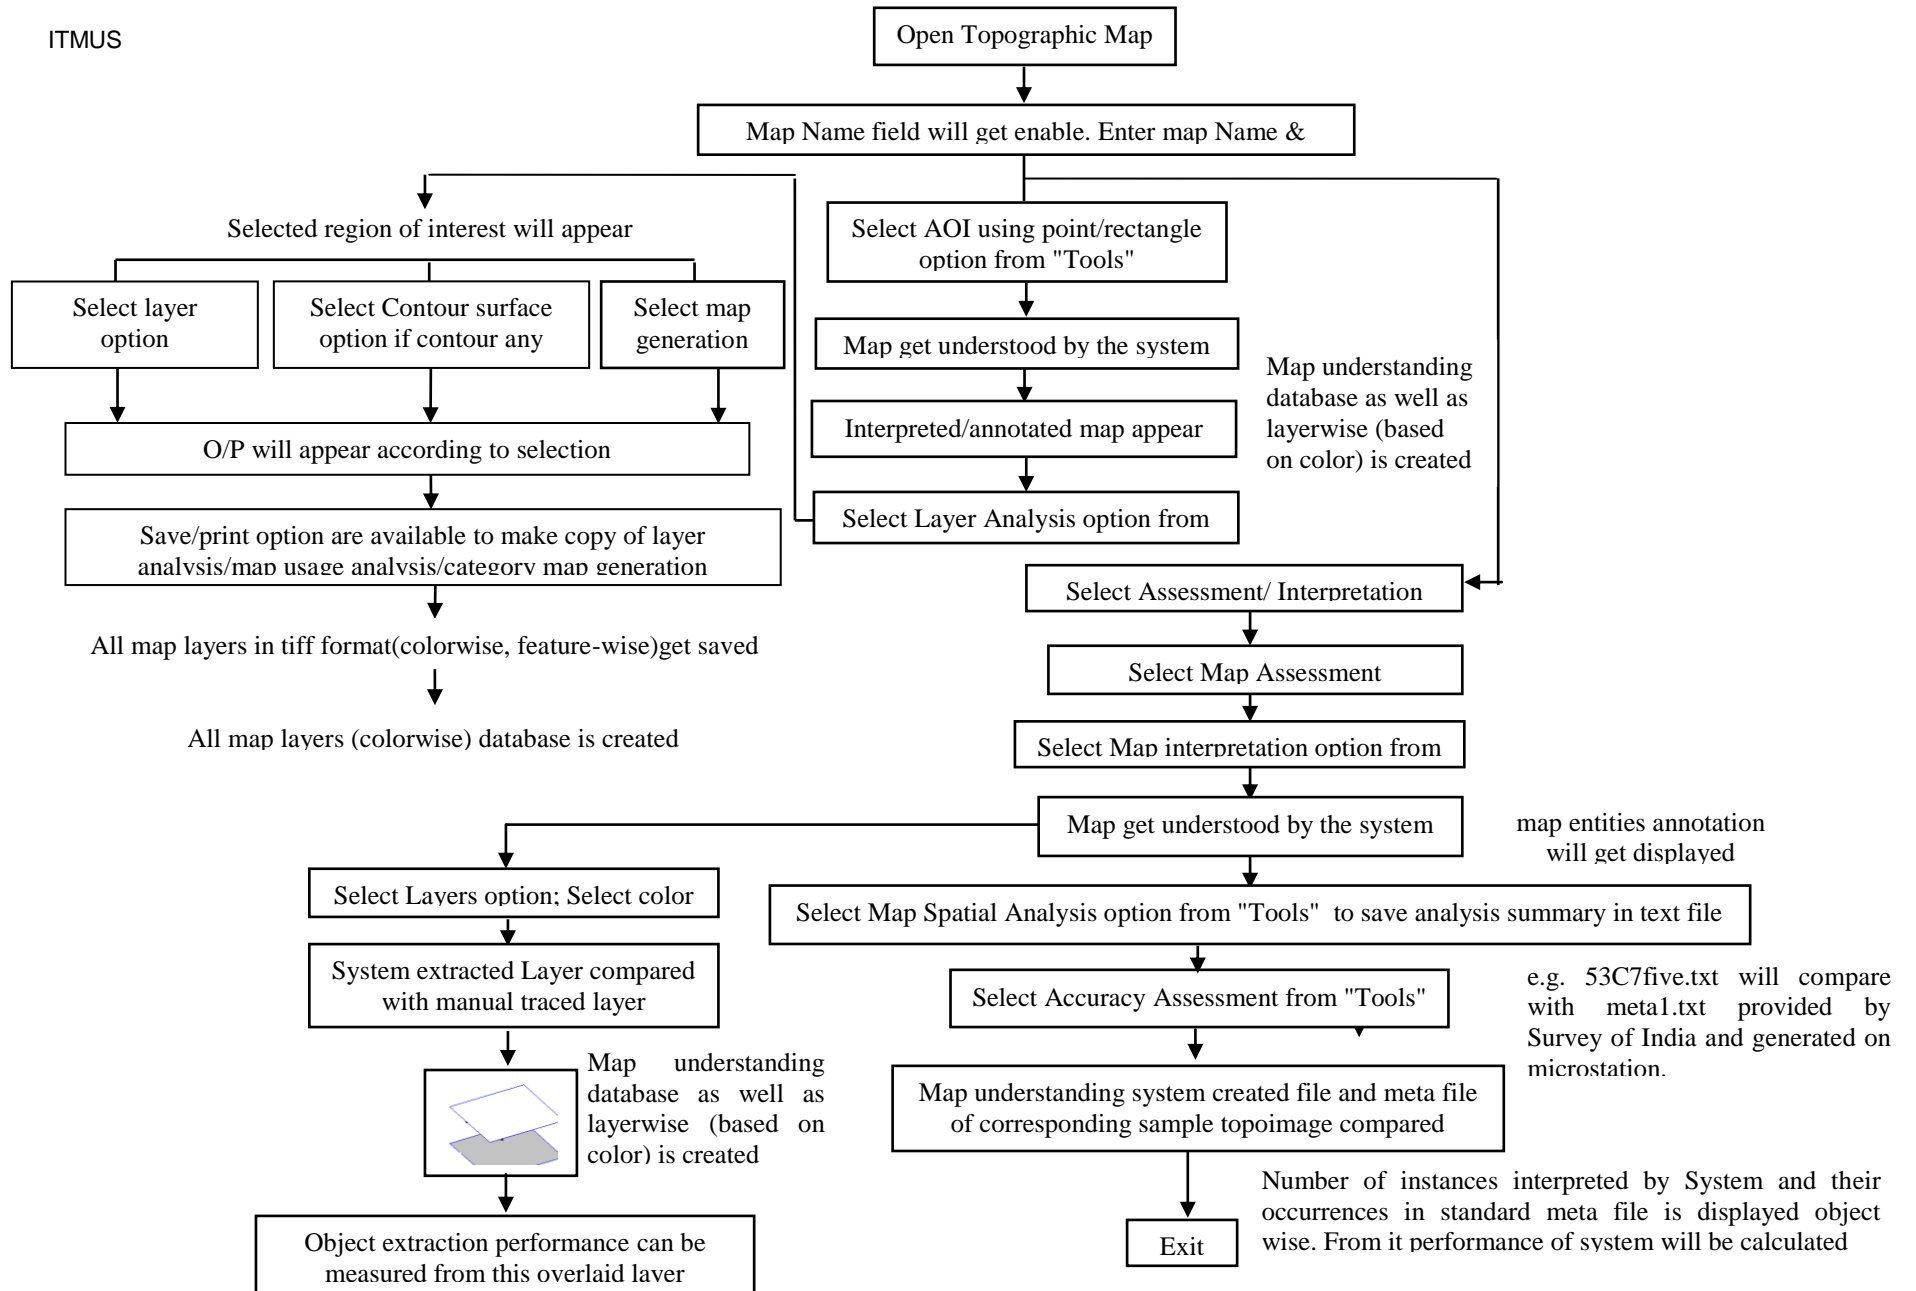 ITMUS
Open Topographic Map
Map Name field will get enable. Enter map Name &
Selected region of interest will appear
Select AOI using point/rectangle
option from "Tools"
Select layer
option
Select Contour surface
option if contour any
Select map
generation
Map get understood by the system
Map understanding
database as well as
layerwise (based
on color) is created
Interpreted/annotated map appear
O/P will appear according to selection
Select Layer Analysis option from
Save/print option are available to make copy of layer
analysis/map usage analysis/category map generation
Select Assessment/ Interpretation
All map layers in tiff format(colorwise, feature-wise)get saved
Select Map Assessment
All map layers (colorwise) database is created
Select Map interpretation option from
Map get understood by the system
map entities annotation
will get displayed
Select Layers option; Select color
Select Map Spatial Analysis option from "Tools" to save analysis summary in text file
System extracted Layer compared
with manual traced layer
Select Accuracy Assessment from "Tools"
e.g. 53C7five.txt will compare
with meta1.txt provided by
Survey of India and generated on
microstation.
Map understanding
database as well as
layerwise (based on
color) is created
Map understanding system created file and meta file
of corresponding sample topoimage compared
Number of instances interpreted by System and their
occurrences in standard meta file is displayed object
wise. From it performance of system will be calculated
Exit
Object extraction performance can be
measured from this overlaid layer